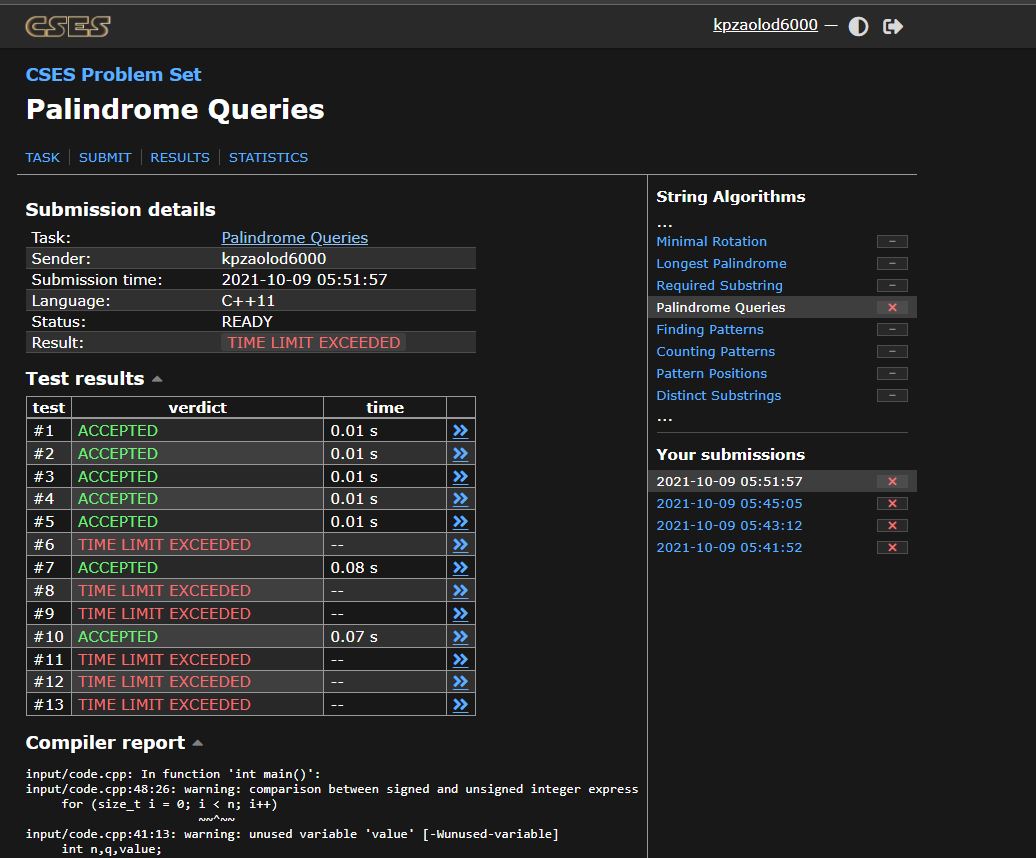 CSES
kpzaolod6000 —
CSES Problem Set
Palindrome Queries
TASK | SUBMIT | RESULTS | STATISTICS
Submission details
Task: Palindrome Queries
Sender: kpzaolod6000
Submission time: 2021-10-09 05:51:57
Language: C++11
Status: READY
Result: TIME LIMIT EXCEEDED
Test results
test verdict time
#1 ACCEPTED 0.01 s »
#2 ACCEPTED 0.01 s »
#3 ACCEPTED 0.01 s »
#4 ACCEPTED 0.01 s »
#5 ACCEPTED 0.01 s »
#6 TIME LIMIT EXCEEDED -- »
#7 ACCEPTED 0.08 s »
#8 TIME LIMIT EXCEEDED -- »
#9 TIME LIMIT EXCEEDED -- »
#10 ACCEPTED 0.07 s »
#11 TIME LIMIT EXCEEDED -- »
#12 TIME LIMIT EXCEEDED -- »
#13 TIME LIMIT EXCEEDED -- »
Compiler report
input/code.cpp: In function 'int main()':
input/code.cpp:48:26: warning: comparison between signed and unsigned integer express
for (size_t i = 0; i < n; i++)
~~^~~
input/code.cpp:41:13: warning: unused variable 'value' [-Wunused-variable]
int n,q,value;
String Algorithms
...
Minimal Rotation –
Longest Palindrome –
Required Substring –
Palindrome Queries ×
Finding Patterns –
Counting Patterns –
Pattern Positions –
Distinct Substrings –
...
Your submissions
2021-10-09 05:51:57 ×
2021-10-09 05:45:05 ×
2021-10-09 05:43:12 ×
2021-10-09 05:41:52 ×